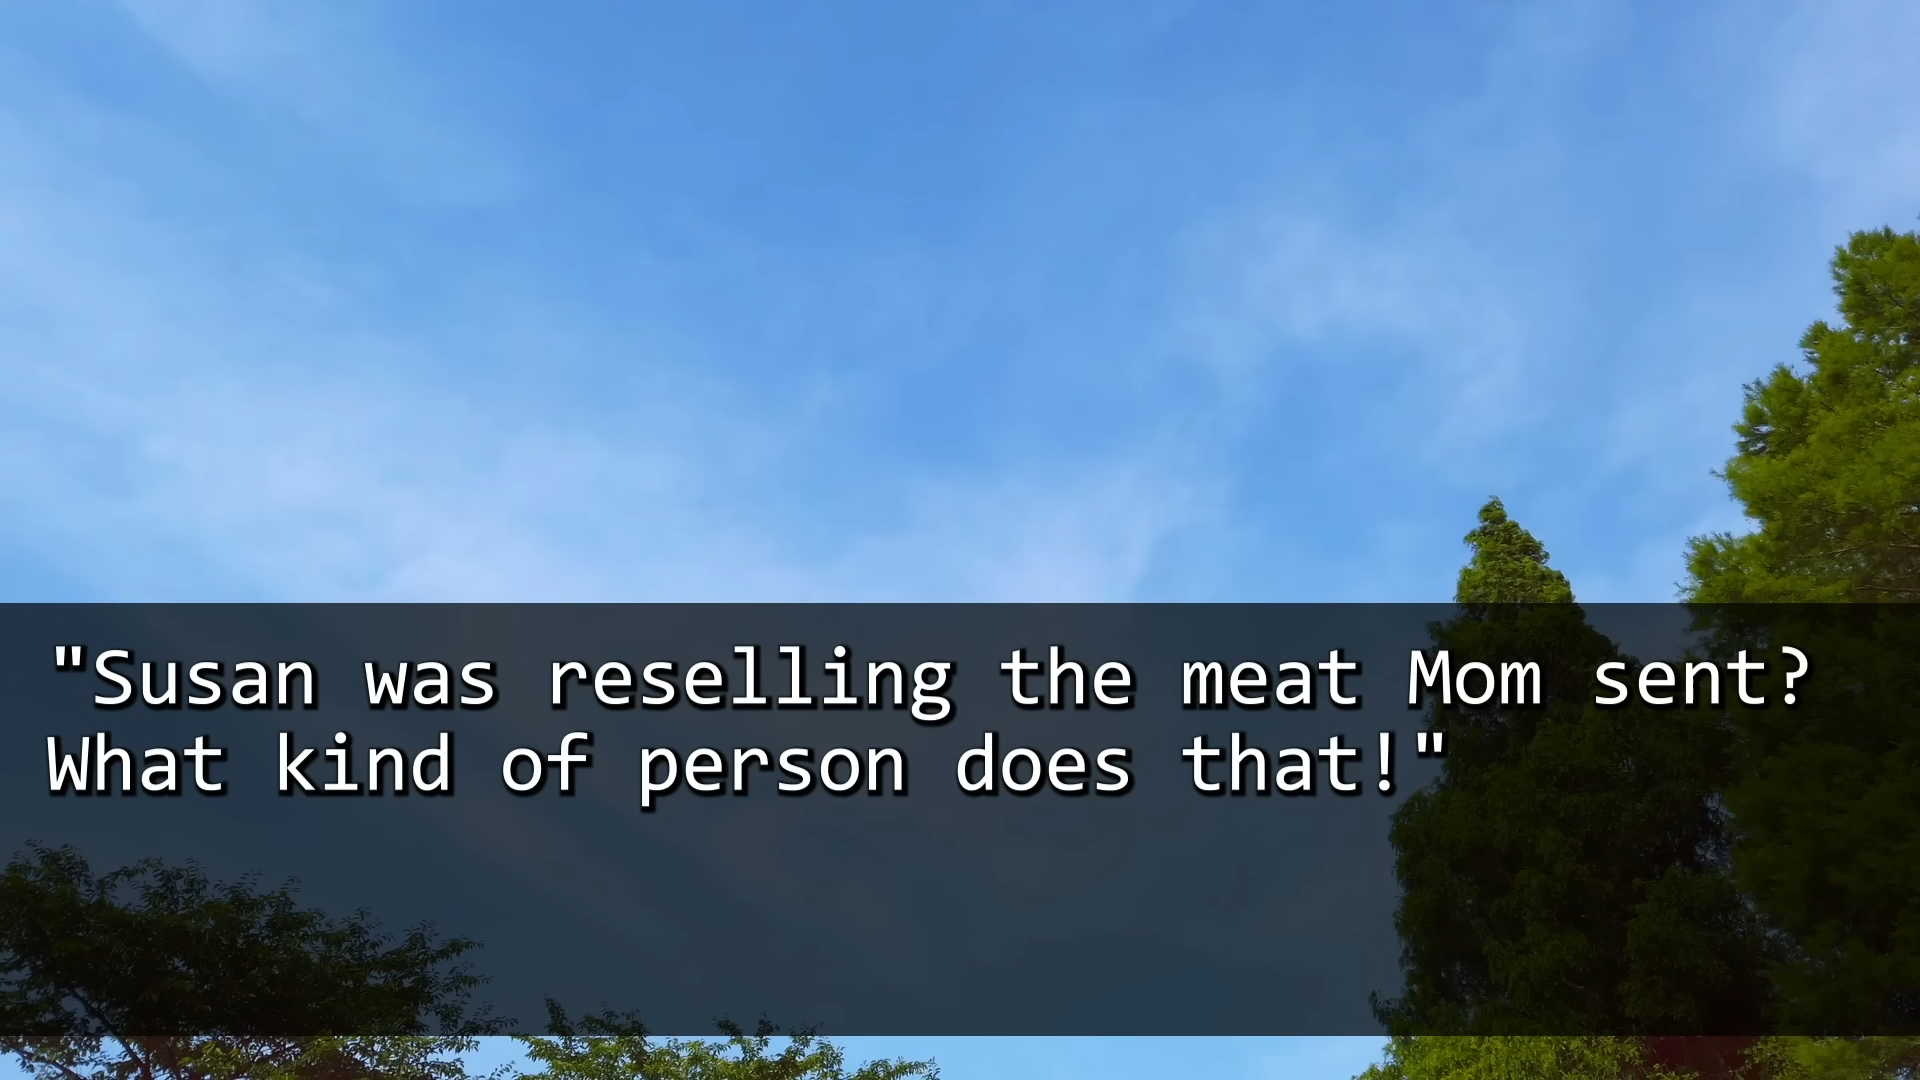 "Susan was reselling the meat Mom sent?
What kind of person does that!"